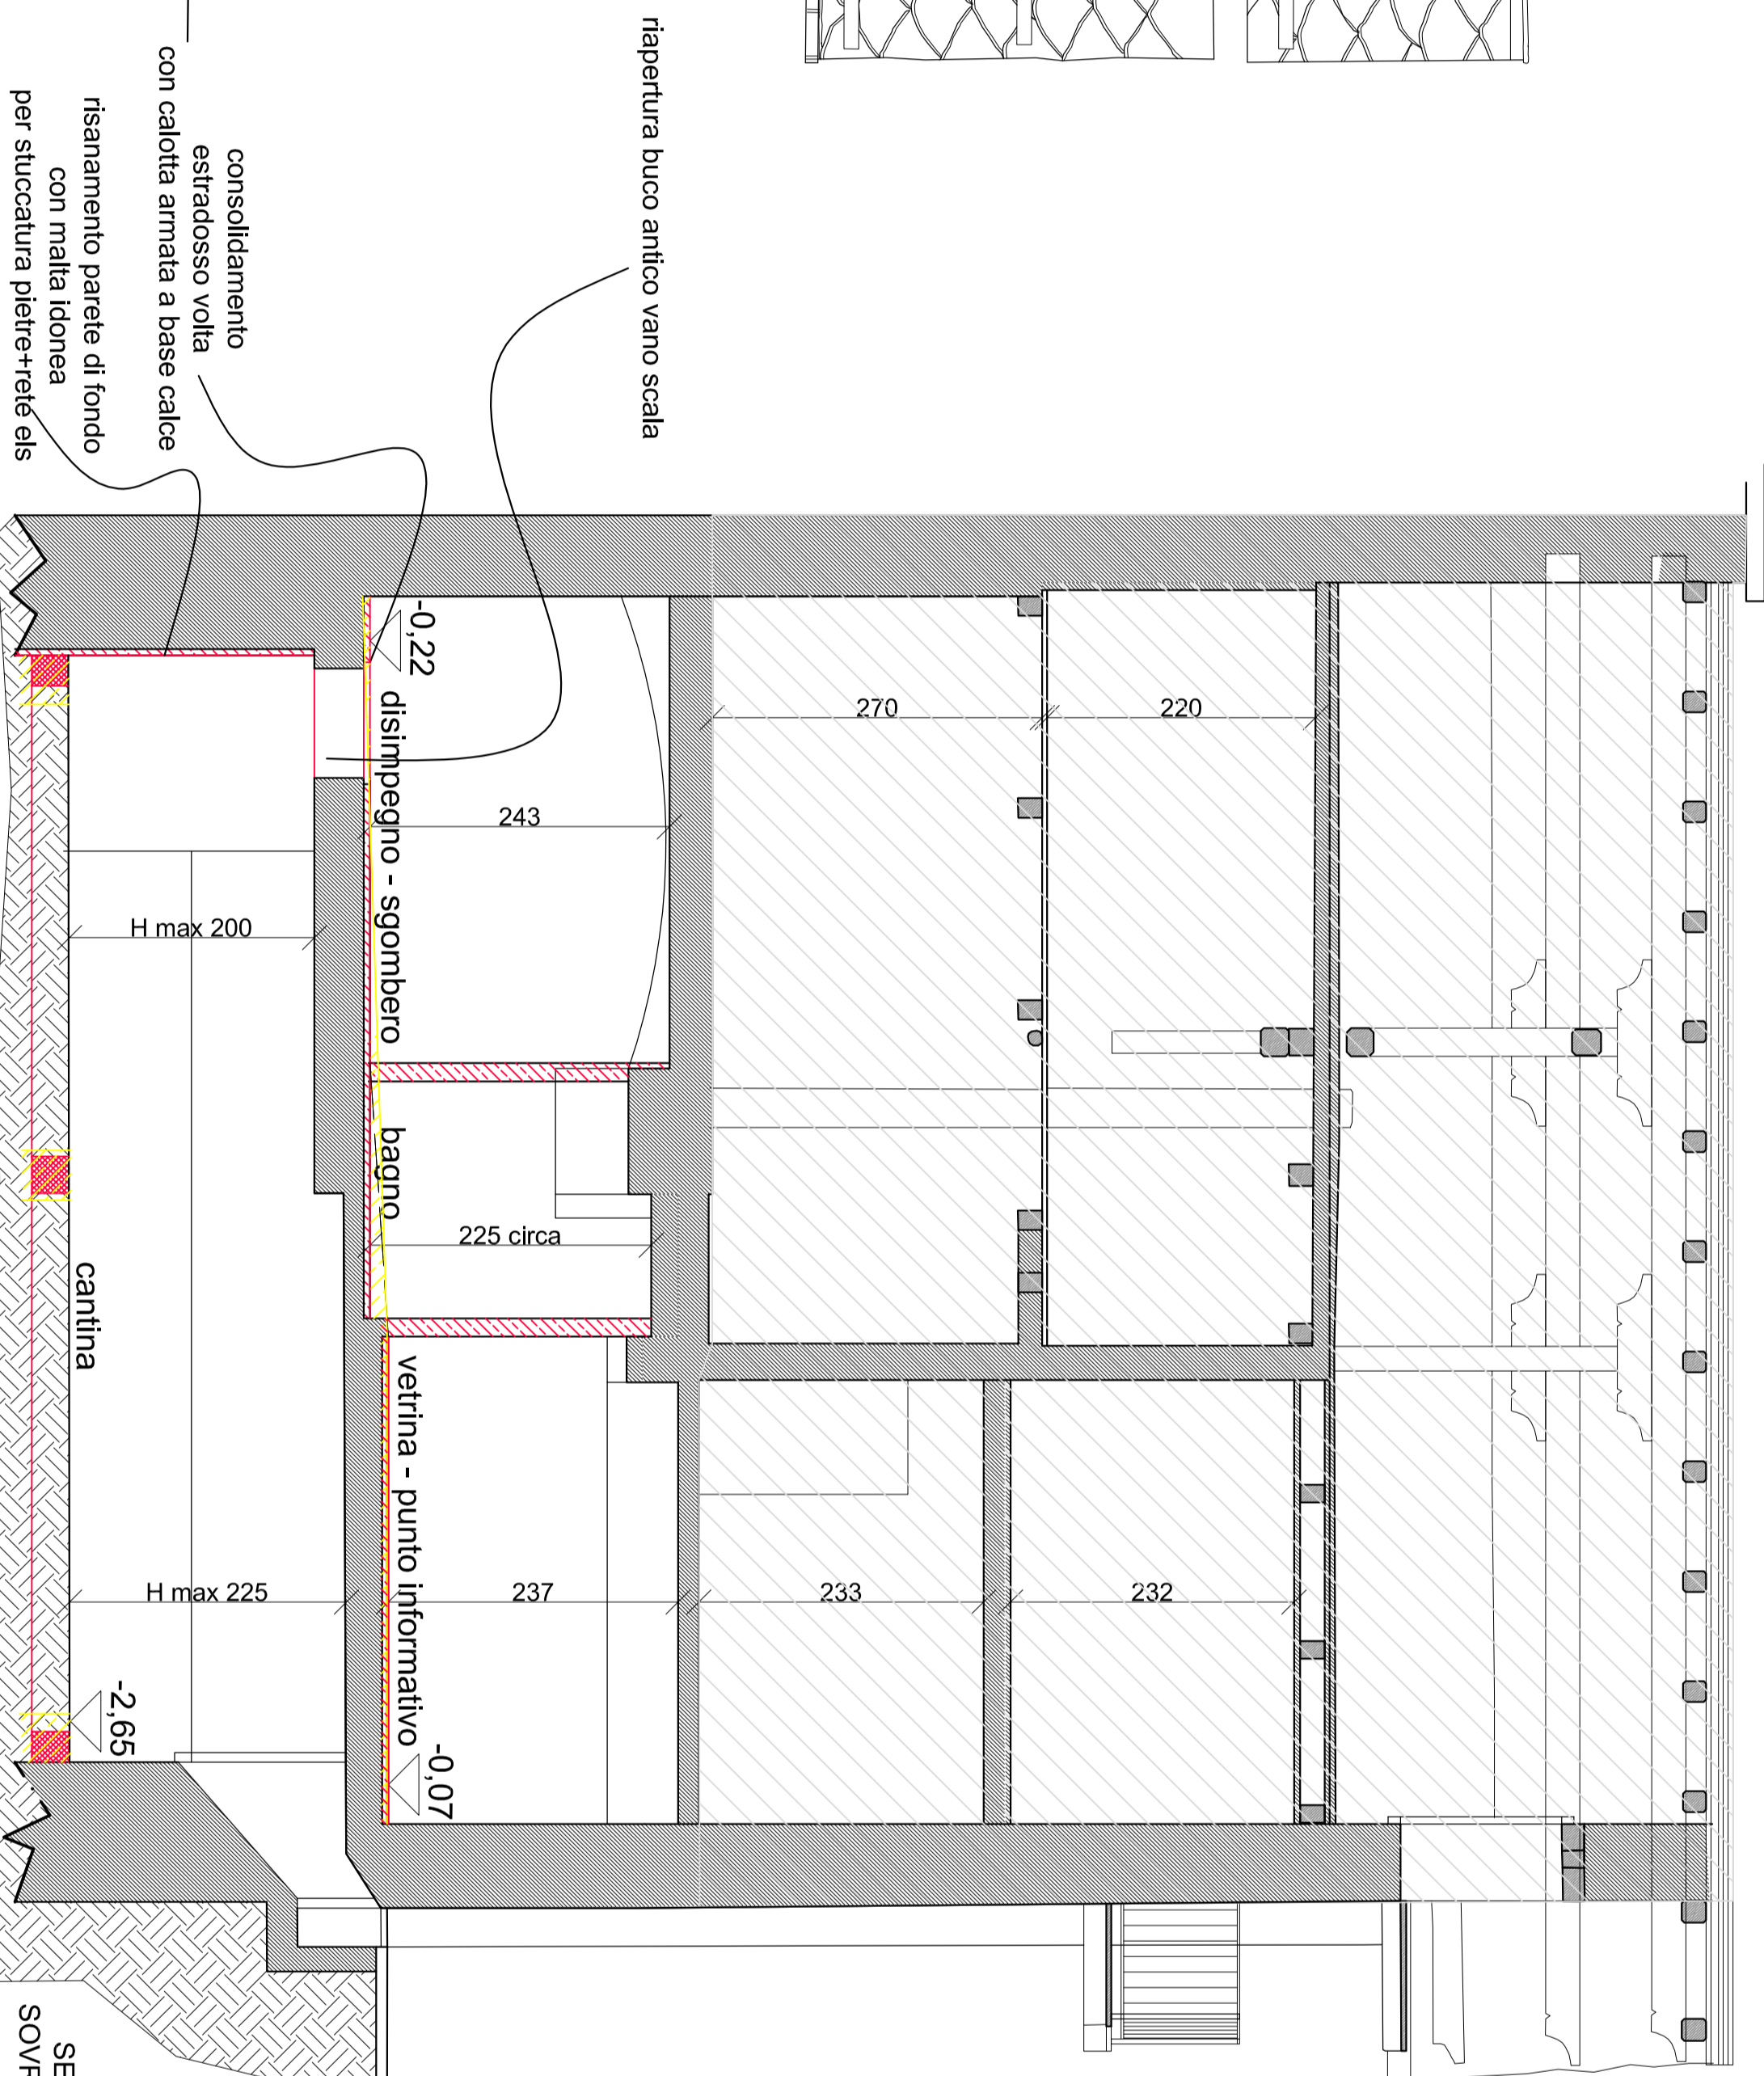 riapertura buco antico vano scala
consolidamento
estradosso volta
con calotta armata a base calce
risanamento parete di fondo
con malta idonea
per stuccatura pietre+rete els
270
220
-0,22
disimpegno - sgombero
243
H max 200
bagno
225 circa
cantina
vetrina - punto informativo
H max 225
237
233
232
-2,65
-0,07
SE
SOVR